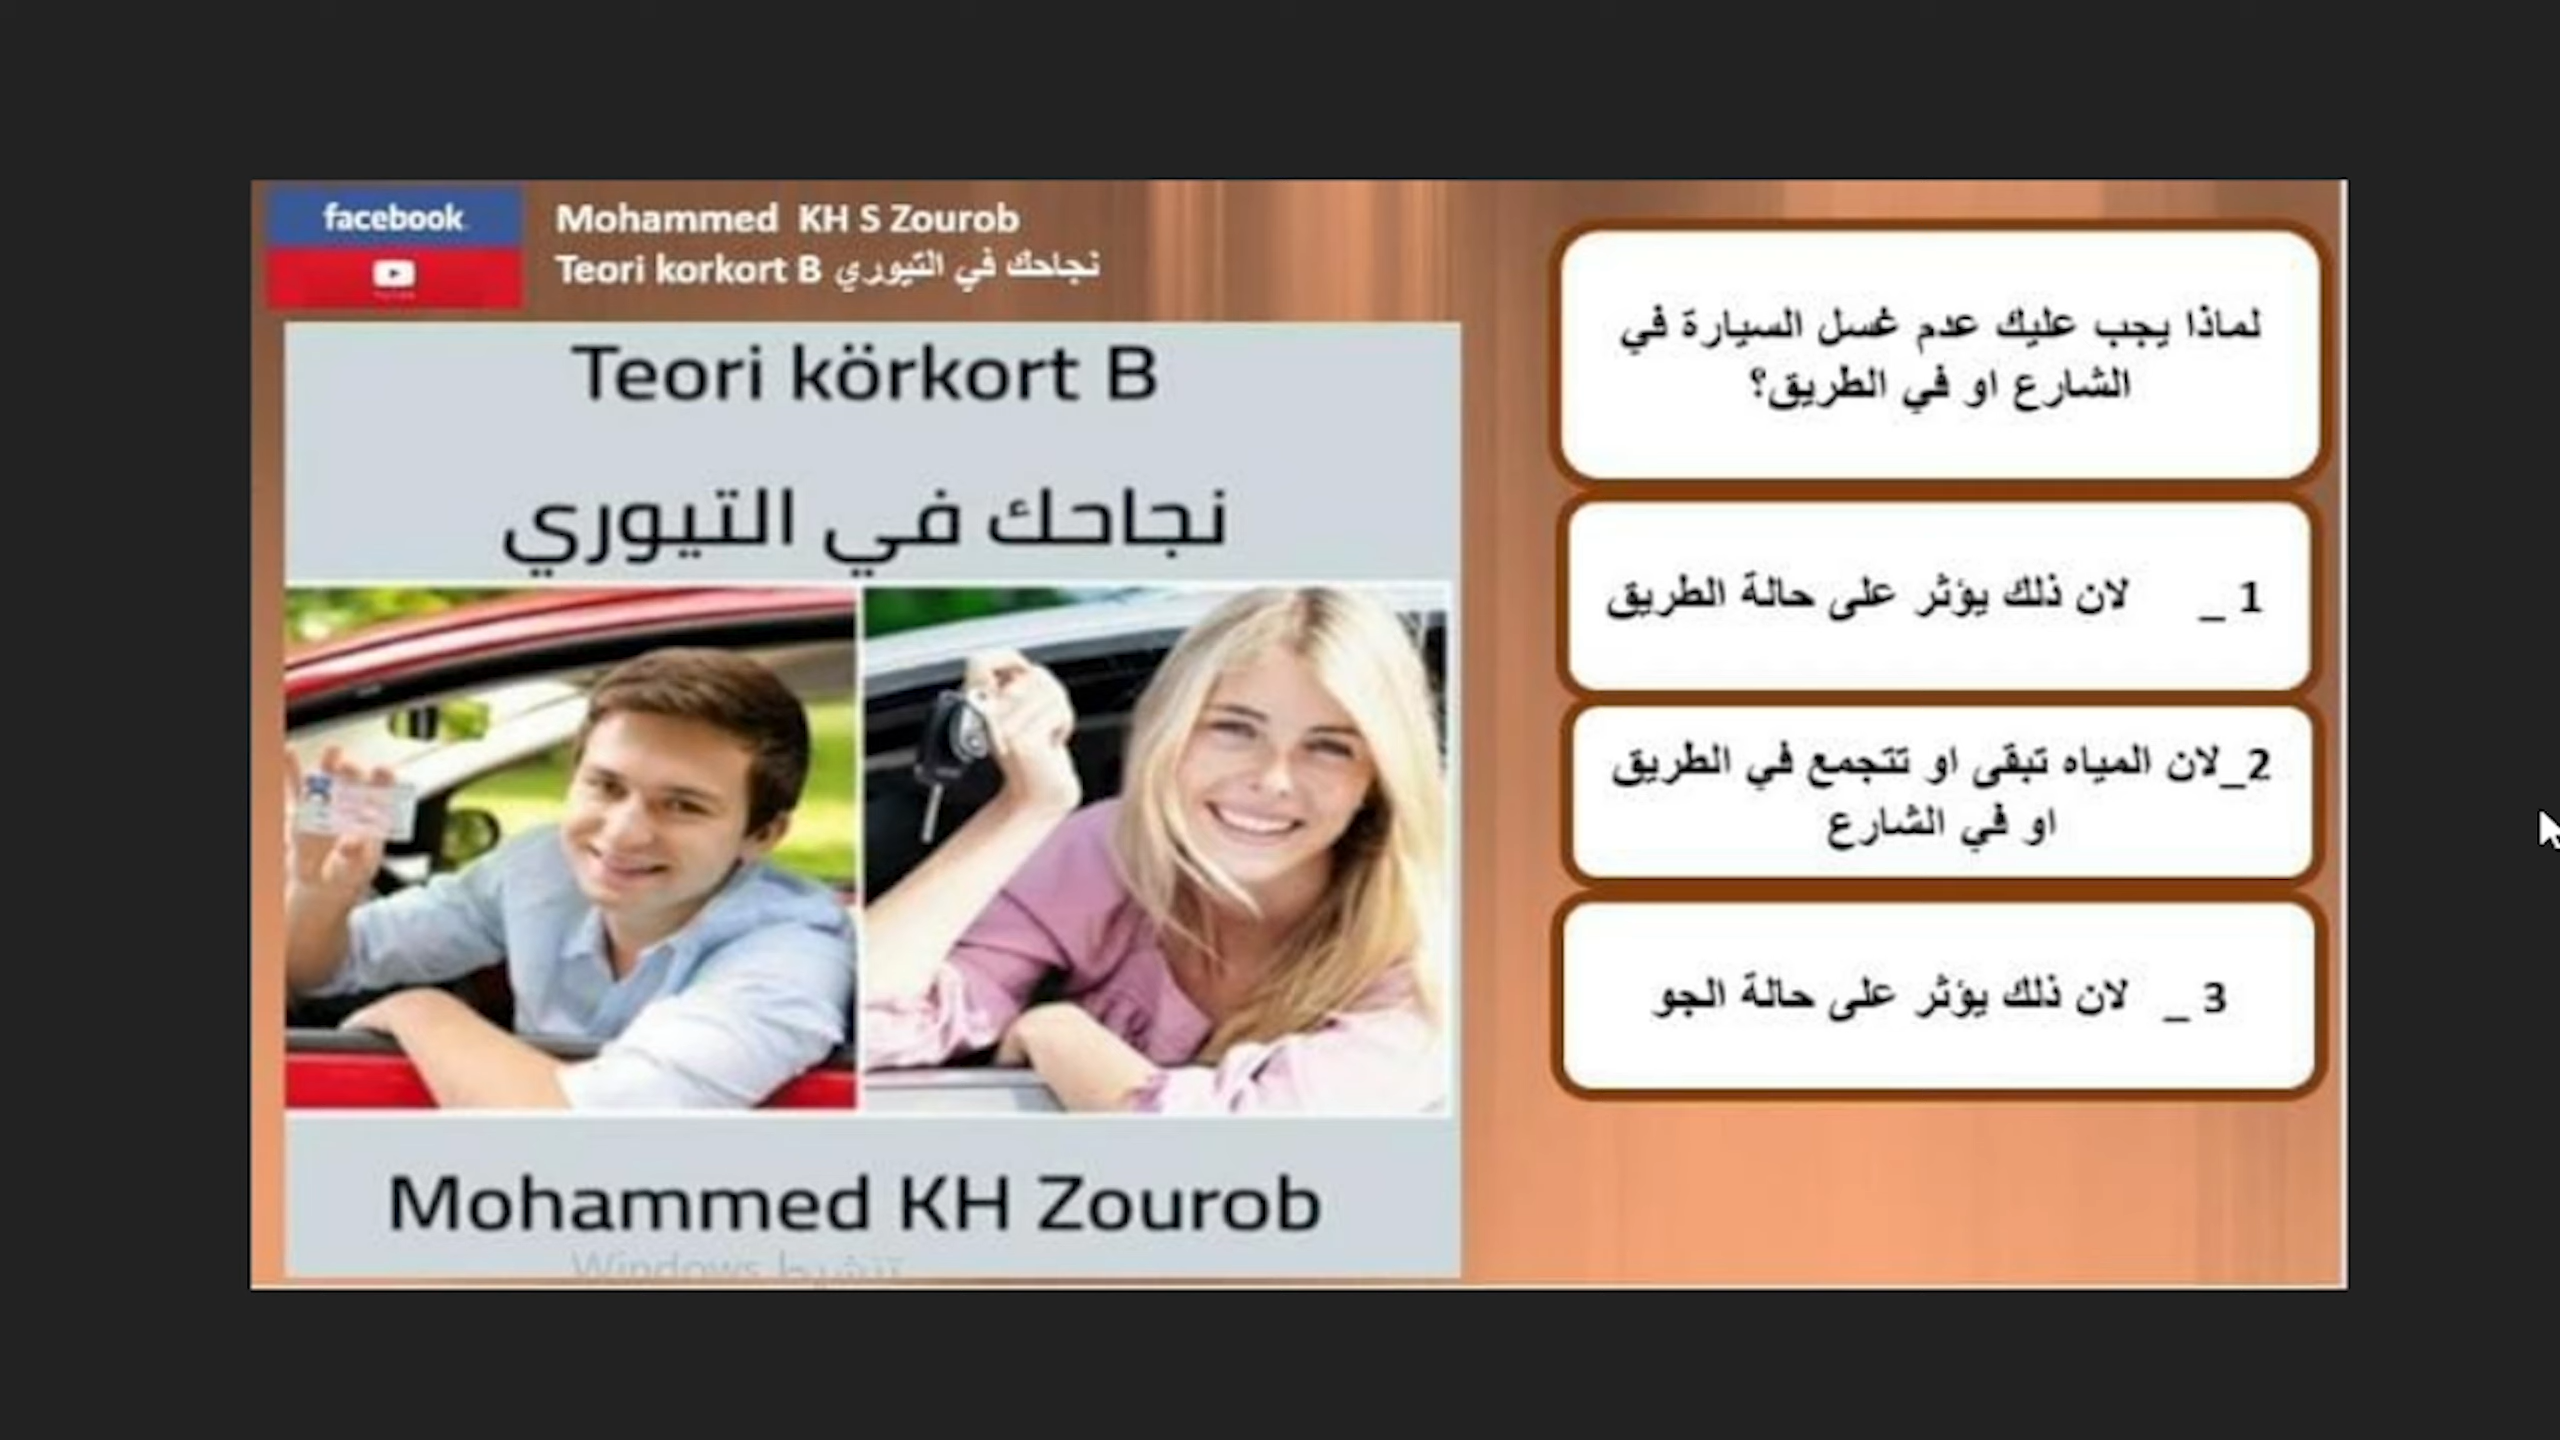 facebook
Mohammed KH S Zourob
Teori korkort B نجاحك في التيوري
Teori körkort B
نجاحك في التيوري
Mohammed KH Zourob
تنشيط Windows
لماذا يجب عليك عدم غسل السيارة في
الشارع او في الطريق؟
1 _ لان ذلك يؤثر على حالة الطريق
2_لان المياه تبقى او تتجمع في الطريق
او في الشارع
3 _ لان ذلك يؤثر على حالة الجو